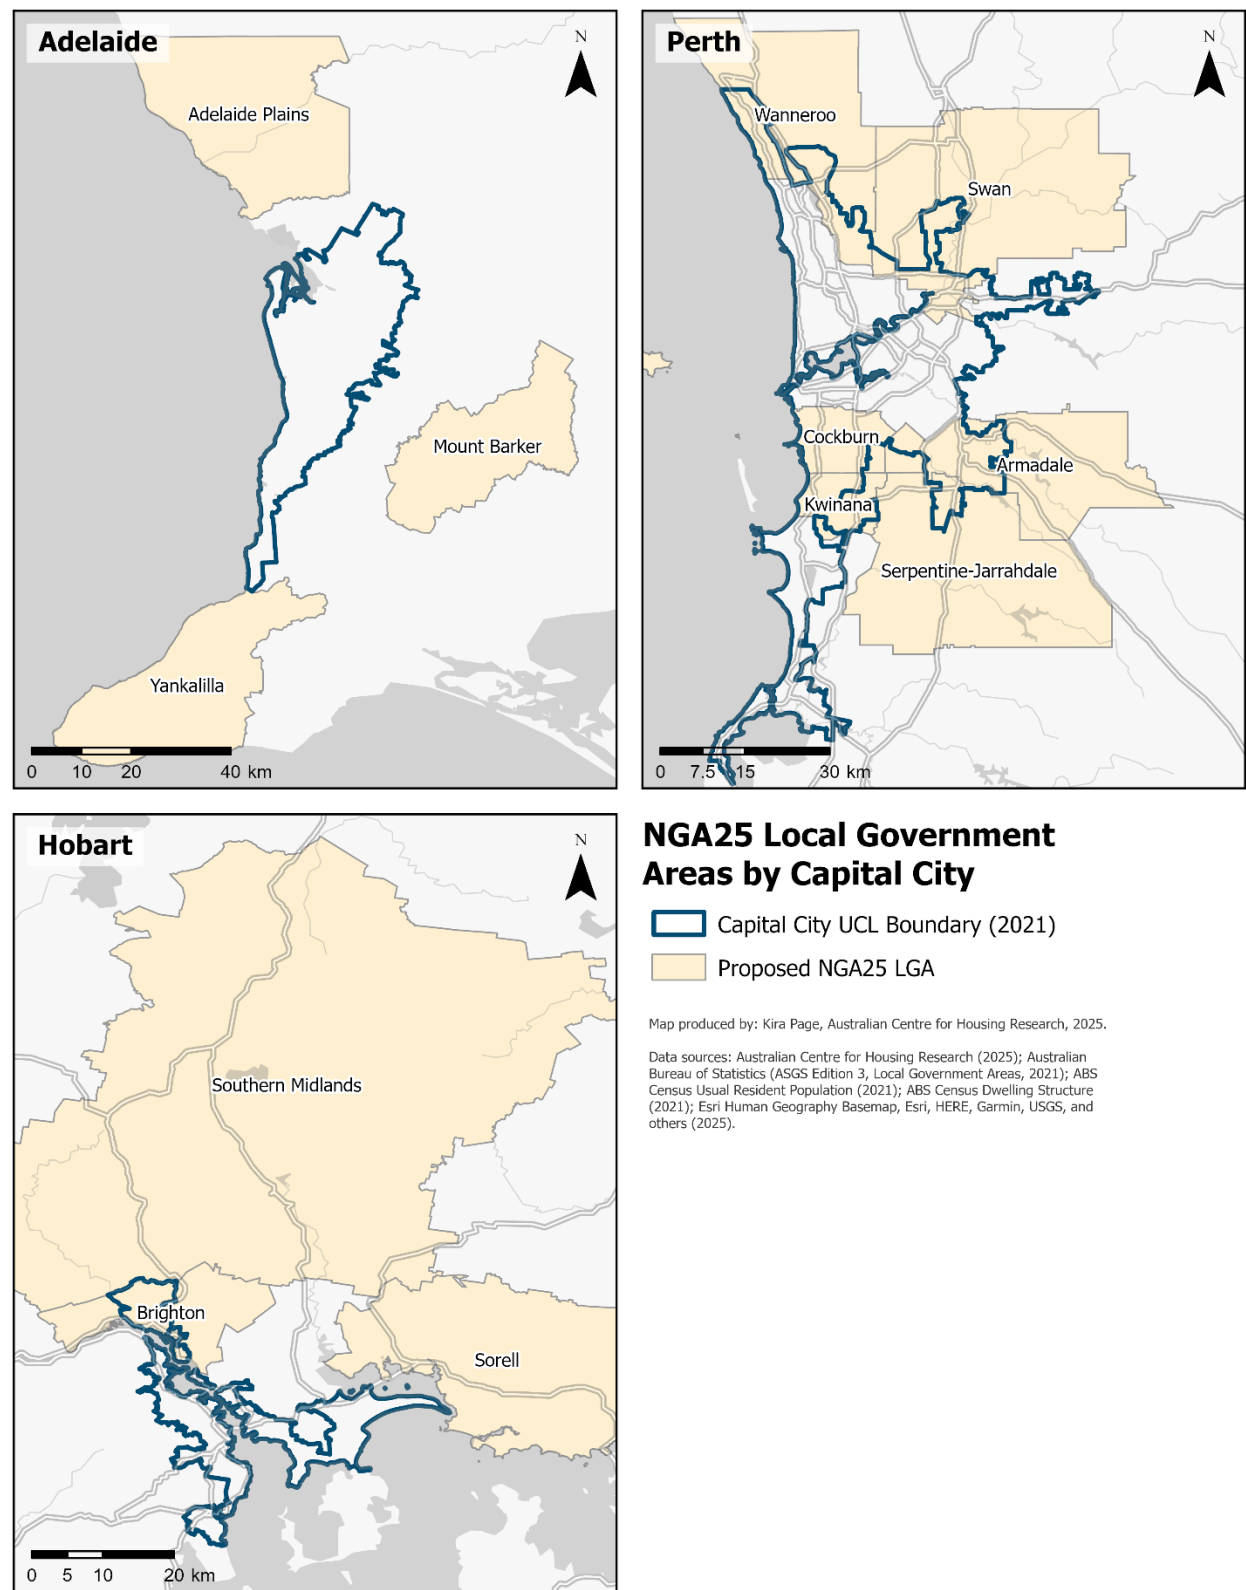 Adelaide
N
Adelaide Plains
Mount Barker
Yankalilla
0 10 20 40 km
Perth
N
Wanneroo
Swan
Cockburn
Armadale
Kwinana
Serpentine-Jarrahdale
0 7.5 15 30 km
Hobart
N
Southern Midlands
Brighton
Sorell
0 5 10 20 km
NGA25 Local Government
Areas by Capital City
Capital City UCL Boundary (2021)
Proposed NGA25 LGA
Map produced by: Kira Page, Australian Centre for Housing Research, 2025.
Data sources: Australian Centre for Housing Research (2025); Australian
Bureau of Statistics (ASGS Edition 3, Local Government Areas, 2021); ABS
Census Usual Resident Population (2021); ABS Census Dwelling Structure
(2021); Esri Human Geography Basemap, Esri, HERE, Garmin, USGS, and
others (2025).